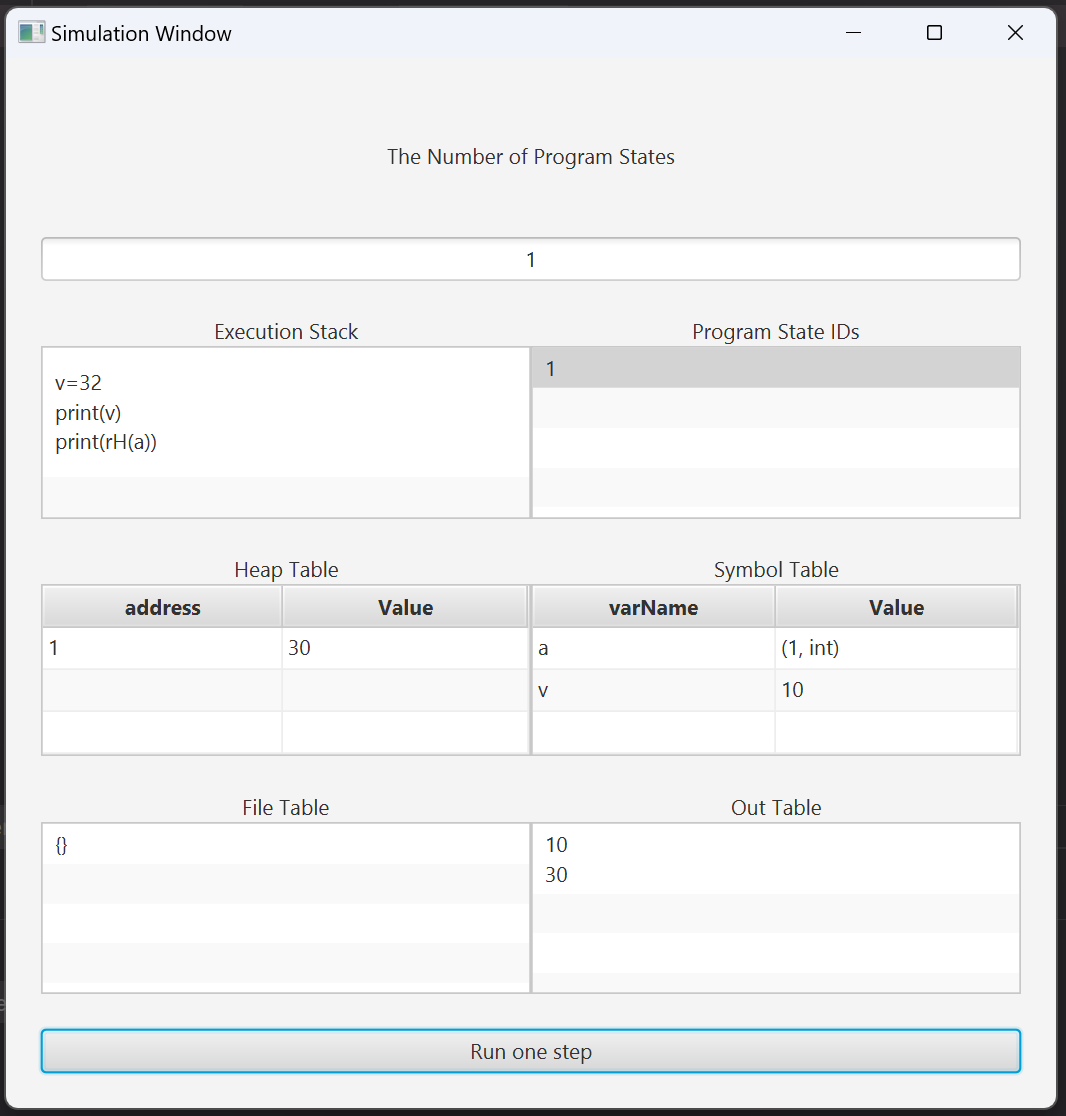 Simulation Window
The Number of Program States
1
Execution Stack
v=32
print(v)
print(rH(a))
Program State IDs
1
Heap Table
address Value
1 30
Symbol Table
varName Value
a (1, int)
v 10
File Table
{}
Out Table
10
30
Run one step